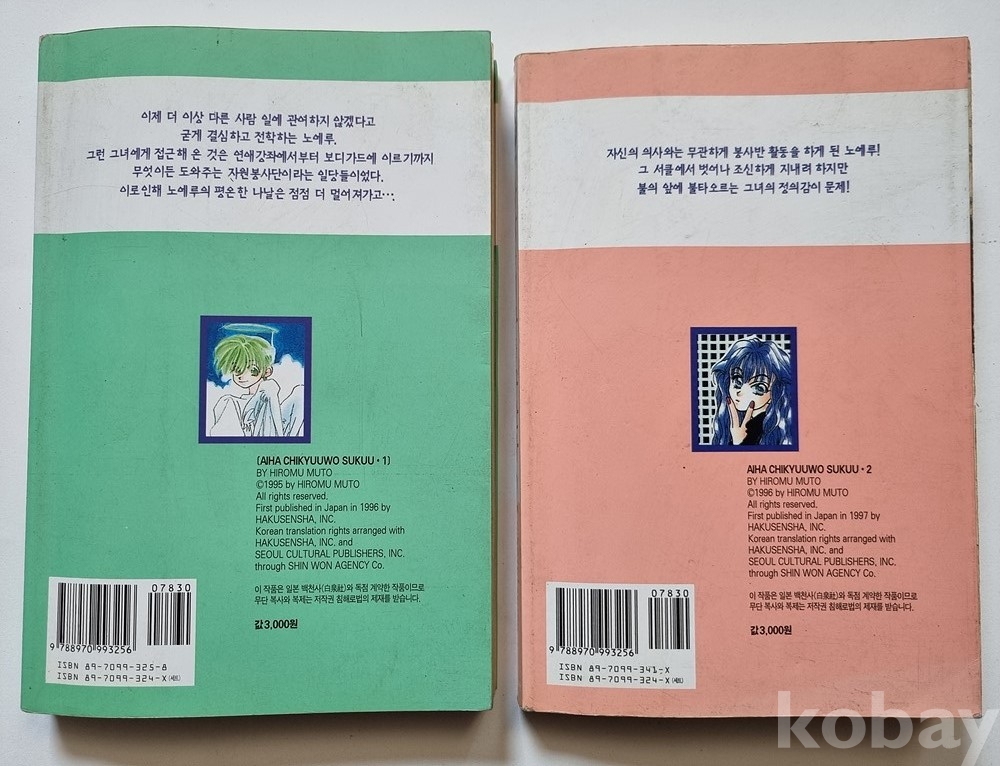 이제 더 이상 다른 사람 일에 관여하지 않겠다고
굳게 결심하고 전학하는 노에루.
그런 그녀에게 접근해 온 것은 연애강좌에서부터 보디가드에 이르기까지
무엇이든 도와주는 자원봉사단이라는 일당들이었다.
이로인해 노에루의 평온한 나날은 점점 더 멀어져가고….
(AIHA CHIKYUUWO SUKUU • 1)
BY HIROMU MUTO
©1995 by HIROMU MUTO
All rights reserved.
First published in Japan in 1996 by
HAKUSENSHA, INC.
Korean translation rights arranged with
HAKUSENSHA, INC. and
SEOUL CULTURAL PUBLISHERS, INC.
through SHIN WON AGENCY Co.
이 작품은 일본 백천사(白泉社)와 독점 계약한 작품이므로
무단 복사와 복제는 저작권 침해로법의 제재를 받습니다.
값3,000원
07830
9 788970 993256
ISBN 89-7099-325-8
ISBN 89-7099-324-X(세트)
자신의 의사와는 무관하게 봉사반 활동을 하게 된 노에루!
그 서클에서 벗어나 조신하게 지내려 하지만
불의 앞에 불타오르는 그녀의 정의감이 문제!
AIHA CHIKYUUWO SUKUU • 2
BY HIROMU MUTO
©1996 by HIROMU MUTO
All rights reserved.
First published in Japan in 1997 by
HAKUSENSHA, INC.
Korean translation rights arranged with
HAKUSENSHA, INC. and
SEOUL CULTURAL PUBLISHERS, INC.
through SHIN WON AGENCY Co.
이 작품은 일본 백천사(白泉社)와 독점 계약한 작품이므로
무단 복사와 복제는 저작권 침해로법의 제재를 받습니다.
값3,000원
07830
9 788970 993256
ISBN 89-7099-341-X
ISBN 89-7099-324-X(세트)
kobay